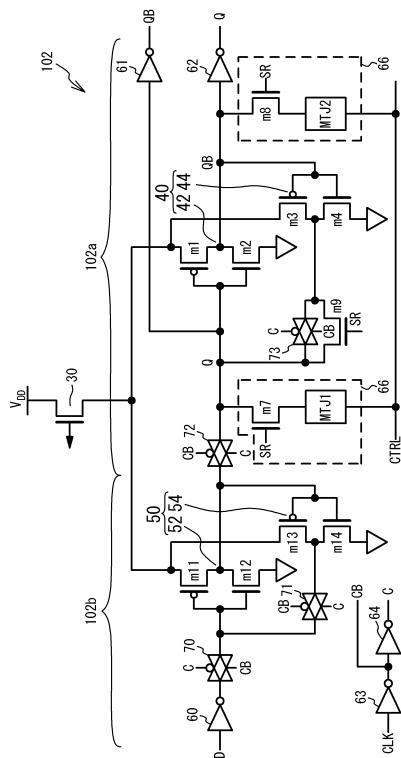 102
102a
102b
QB
Q
61
62
66
SR
m8
MTJ2
QB
40
42 44
m1
m2
m3
m4
m9
SR
C
CB
73
Q
VDD
30
66
m7
SR
MTJ1
CTRL
CB
72
C
50
52 54
m11
m12
m13
m14
CB
71
C
C
70
CB
60
D
CB
C
64
63
CLK